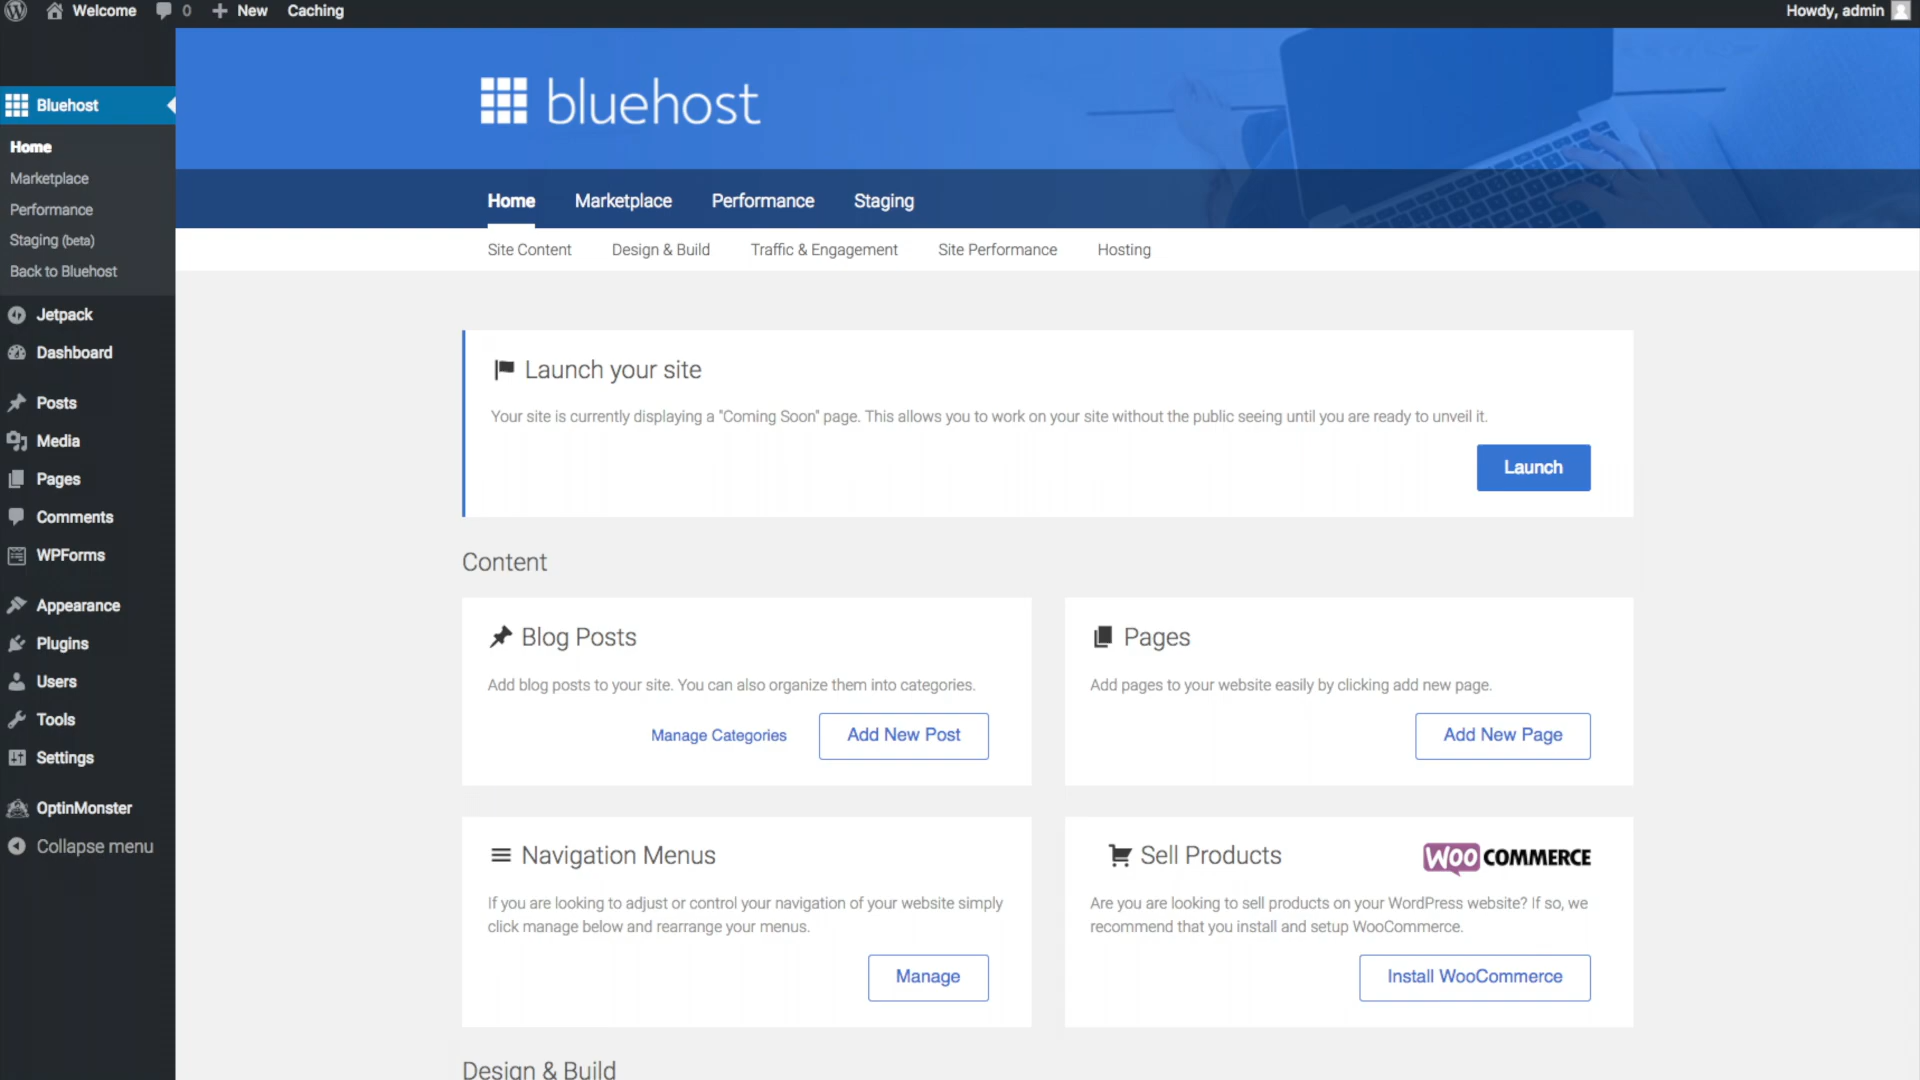 Welcome
0
New
Caching
Howdy, admin
Bluehost
Home
Marketplace
Performance
Staging (beta)
Back to Bluehost
Jetpack
Dashboard
Posts
Media
Pages
Comments
WPForms
Appearance
Plugins
Users
Tools
Settings
OptinMonster
Collapse menu
bluehost
Home Marketplace Performance Staging
Site Content Design & Build Traffic & Engagement Site Performance Hosting
Launch your site
Your site is currently displaying a "Coming Soon" page. This allows you to work on your site without the public seeing until you are ready to unveil it.
Launch
Content
Blog Posts
Add blog posts to your site. You can also organize them into categories.
Manage Categories
Add New Post
Pages
Add pages to your website easily by clicking add new page.
Add New Page
Navigation Menus
If you are looking to adjust or control your navigation of your website simply
click manage below and rearrange your menus.
Manage
Sell Products
WOO COMMERCE
Are you are looking to sell products on your WordPress website? If so, we
recommend that you install and setup WooCommerce.
Install WooCommerce
Design & Build